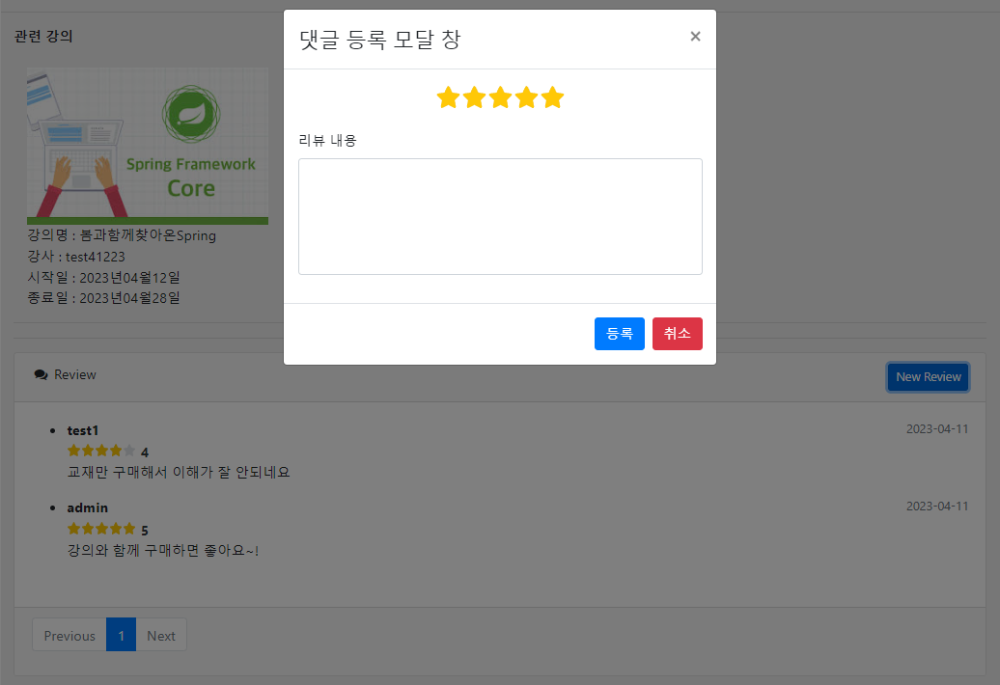 관련 강의
Spring Framework
Core
강의명 : 봄과함께찾아온Spring
강사 : test41223
시작일 : 2023년04월12일
종료일 : 2023년04월28일
댓글 등록 모달 창
×
리뷰 내용
등록 취소
Review New Review
test1 2023-04-11
4
교재만 구매해서 이해가 잘 안되네요
admin 2023-04-11
5
강의와 함께 구매하면 좋아요~!
Previous 1 Next